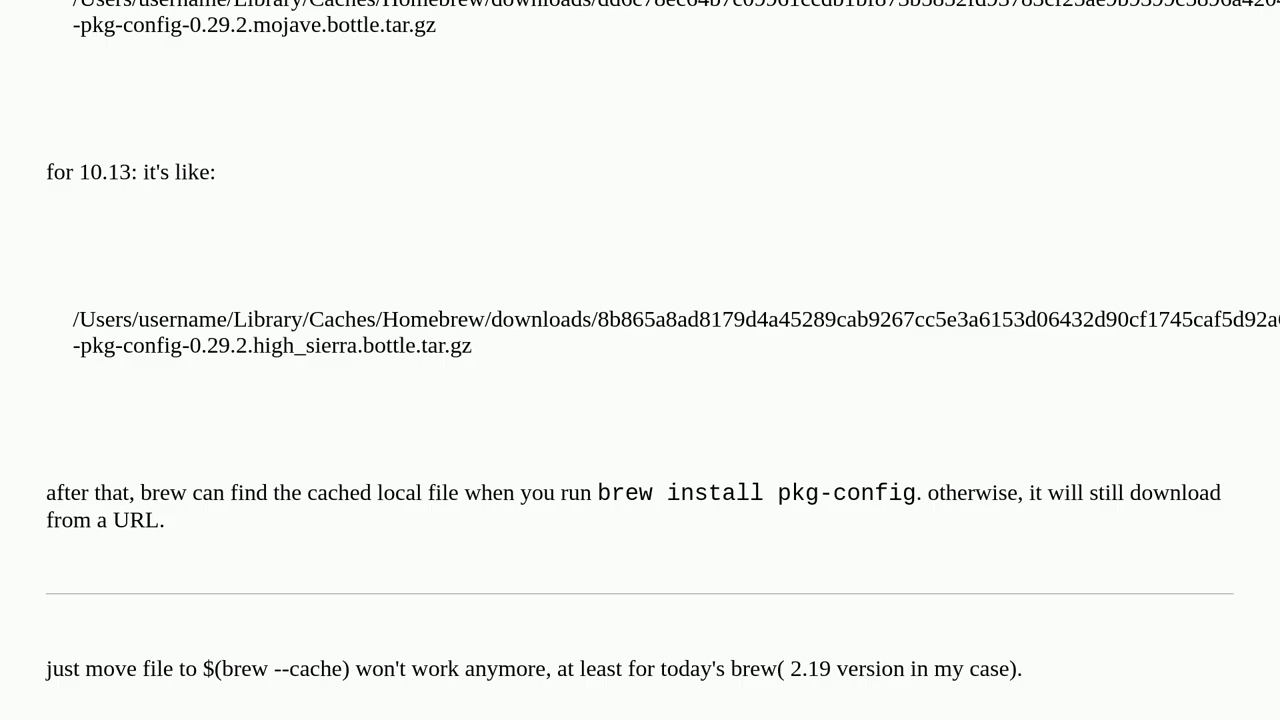 -pkg-config-0.29.2.mojave.bottle.tar.gz
for 10.13: it's like:
/Users/username/Library/Caches/Homebrew/downloads/8b865a8ad8179d4a45289cab9267cc5e3a6153d06432d90cf1745caf5d92a
-pkg-config-0.29.2.high_sierra.bottle.tar.gz
after that, brew can find the cached local file when you run brew install pkg-config. otherwise, it will still download
from a URL.
just move file to $(brew --cache) won't work anymore, at least for today's brew( 2.19 version in my case).